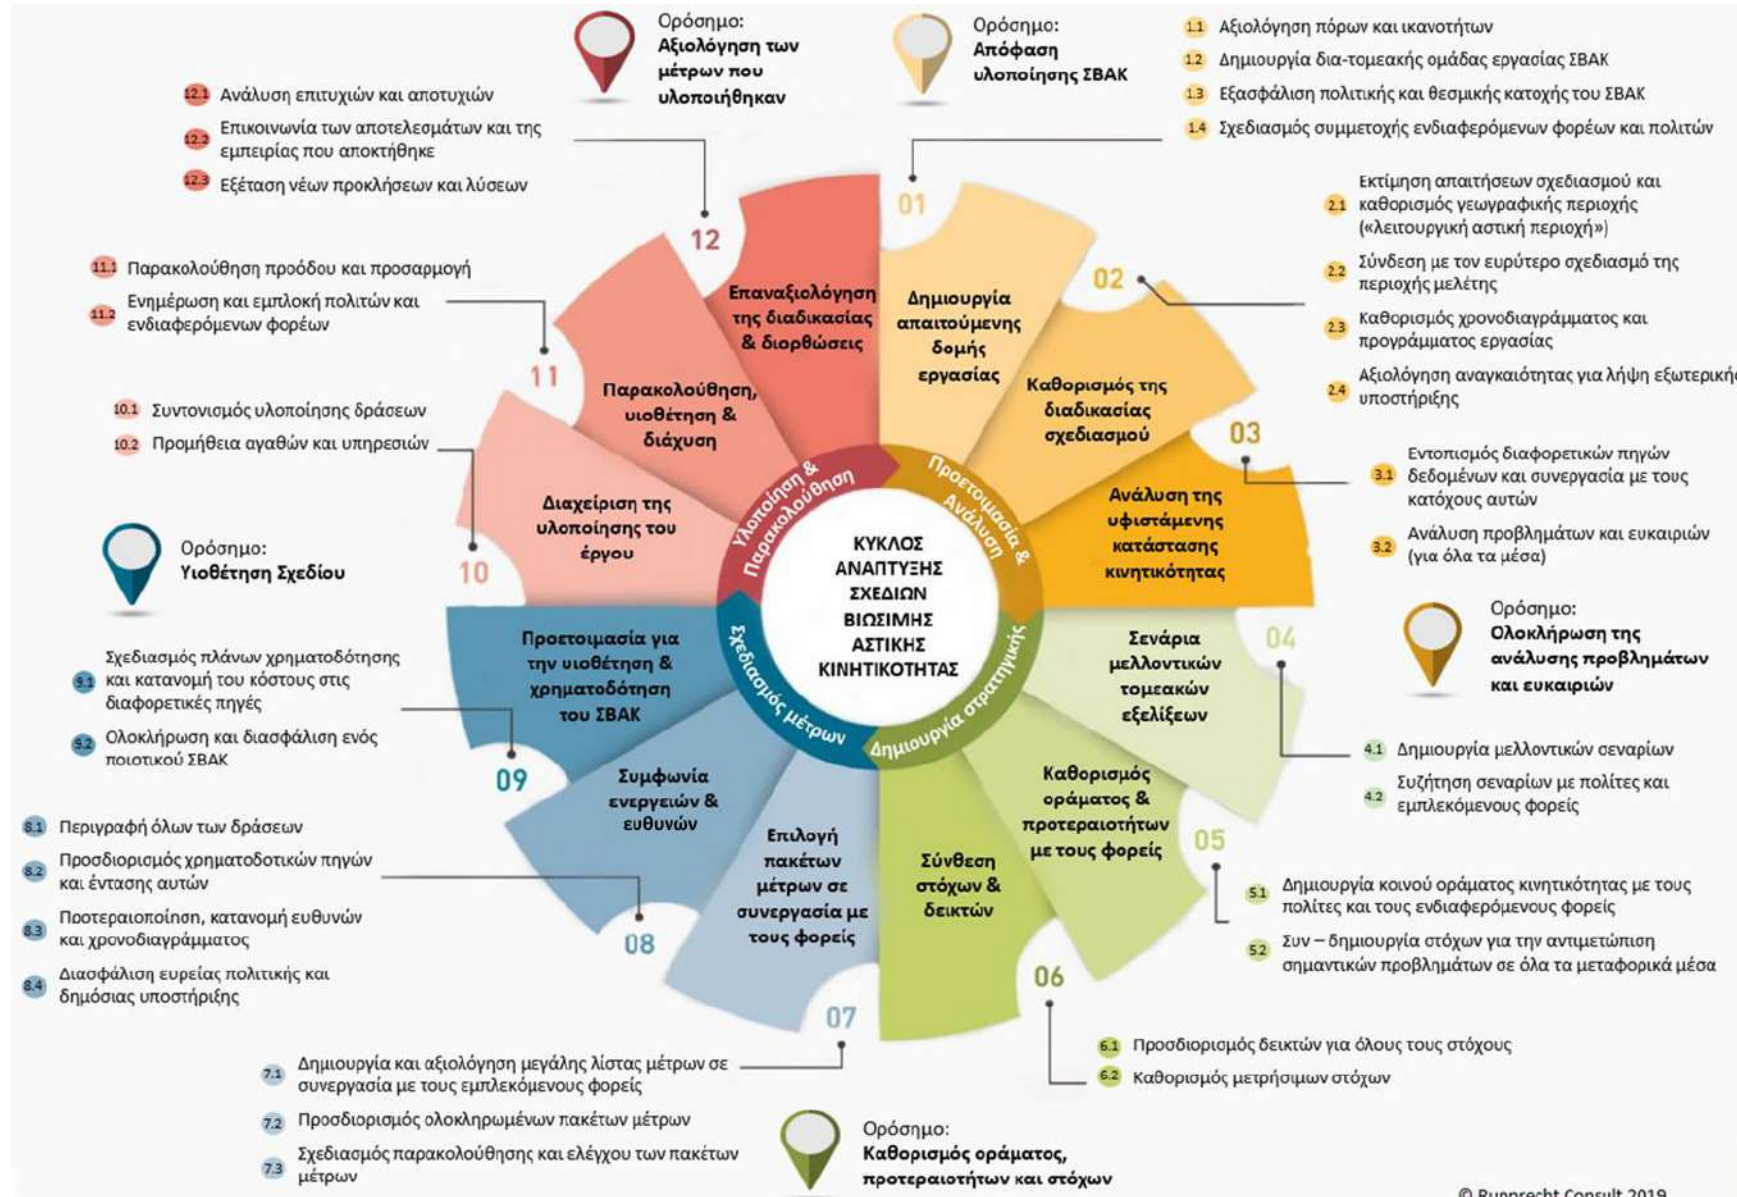 Ορόσημο:
Αξιολόγηση των
μέτρων που
υλοποιήθηκαν
Ορόσημο:
Απόφαση
υλοποίησης ΣΒΑΚ
1.1 Αξιολόγηση πόρων και ικανοτήτων
1.2 Δημιουργία δια-τομεακής ομάδας εργασίας ΣΒΑΚ
1.3 Εξασφάλιση πολιτικής και θεσμικής κατοχής του ΣΒΑΚ
1.4 Σχεδιασμός συμμετοχής ενδιαφερόμενων φορέων και πολιτών
12.1 Ανάλυση επιτυχιών και αποτυχιών
12.2 Επικοινωνία των αποτελεσμάτων και της
εμπειρίας που αποκτήθηκε
12.3 Εξέταση νέων προκλήσεων και λύσεων
2.1 Εκτίμηση απαιτήσεων σχεδιασμού και
καθορισμός γεωγραφικής περιοχής
(«λειτουργική αστική περιοχή»)
2.2 Σύνδεση με τον ευρύτερο σχεδιασμό της
περιοχής μελέτης
2.3 Καθορισμός χρονοδιαγράμματος και
προγράμματος εργασίας
2.4 Αξιολόγηση αναγκαιότητας για λήψη εξωτερικής
υποστήριξης
11.1 Παρακολούθηση προόδου και προσαρμογή
11.2 Ενημέρωση και εμπλοκή πολιτών και
ενδιαφερόμενων φορέων
10.1 Συντονισμός υλοποίησης δράσεων
10.2 Προμήθεια αγαθών και υπηρεσιών
3.1 Εντοπισμός διαφορετικών πηγών
δεδομένων και συνεργασία με τους
κατόχους αυτών
3.2 Ανάλυση προβλημάτων και ευκαιριών
(για όλα τα μέσα)
Ορόσημο:
Υιοθέτηση Σχεδίου
Ορόσημο:
Ολοκλήρωση της
ανάλυσης προβλημάτων
και ευκαιριών
01
Δημιουργία
απαιτούμενης
δομής
εργασίας
02
Καθορισμός της
διαδικασίας
σχεδιασμού
03
Ανάλυση της
υφιστάμενης
κατάστασης
κινητικότητας
04
Σενάρια
μελλοντικών
τομεακών
εξελίξεων
05
Καθορισμός
οράματος &
προτεραιοτήτων
με τους φορείς
06
Σύνθεση
στόχων &
δεικτών
07
Επιλογή
πακέτων
μέτρων σε
συνεργασία με
τους φορείς
08
Συμφωνία
ενεργειών &
ευθυνών
09
Προετοιμασία για
την υιοθέτηση &
χρηματοδότηση
του ΣΒΑΚ
10
Διαχείριση της
υλοποίησης του
έργου
11
Παρακολούθηση,
υιοθέτηση &
διάχυση
12
Επαναξιολόγηση
της διαδικασίας
& διορθώσεις
Προετοιμασία &
Ανάλυση
Δημιουργία στρατηγικής
Σχεδιασμός μέτρων
Υλοποίηση &
Παρακολούθηση
ΚΥΚΛΟΣ
ΑΝΑΠΤΥΞΗΣ
ΣΧΕΔΙΩΝ
ΒΙΩΣΙΜΗΣ
ΑΣΤΙΚΗΣ
ΚΙΝΗΤΙΚΟΤΗΤΑΣ
9.1 Σχεδιασμός πλάνων χρηματοδότησης
και κατανομή του κόστους στις
διαφορετικές πηγές
9.2 Ολοκλήρωση και διασφάλιση ενός
ποιοτικού ΣΒΑΚ
4.1 Δημιουργία μελλοντικών σεναρίων
4.2 Συζήτηση σεναρίων με πολίτες και
εμπλεκόμενους φορείς
8.1 Περιγραφή όλων των δράσεων
8.2 Προσδιορισμός χρηματοδοτικών πηγών
και έντασης αυτών
8.3 Προτεραιοποίηση, κατανομή ευθυνών
και χρονοδιαγράμματος
8.4 Διασφάλιση ευρείας πολιτικής και
δημόσιας υποστήριξης
5.1 Δημιουργία κοινού οράματος κινητικότητας με τους
πολίτες και τους ενδιαφερόμενους φορείς
5.2 Συν – δημιουργία στόχων για την αντιμετώπιση
σημαντικών προβλημάτων σε όλα τα μεταφορικά μέσα
7.1 Δημιουργία και αξιολόγηση μεγάλης λίστας μέτρων σε
συνεργασία με τους εμπλεκόμενους φορείς
7.2 Προσδιορισμός ολοκληρωμένων πακέτων μέτρων
7.3 Σχεδιασμός παρακολούθησης και ελέγχου των πακέτων
μέτρων
6.1 Προσδιορισμός δεικτών για όλους τους στόχους
6.2 Καθορισμός μετρήσιμων στόχων
Ορόσημο:
Καθορισμός οράματος,
προτεραιοτήτων και στόχων
© Rupprecht Consult 2019